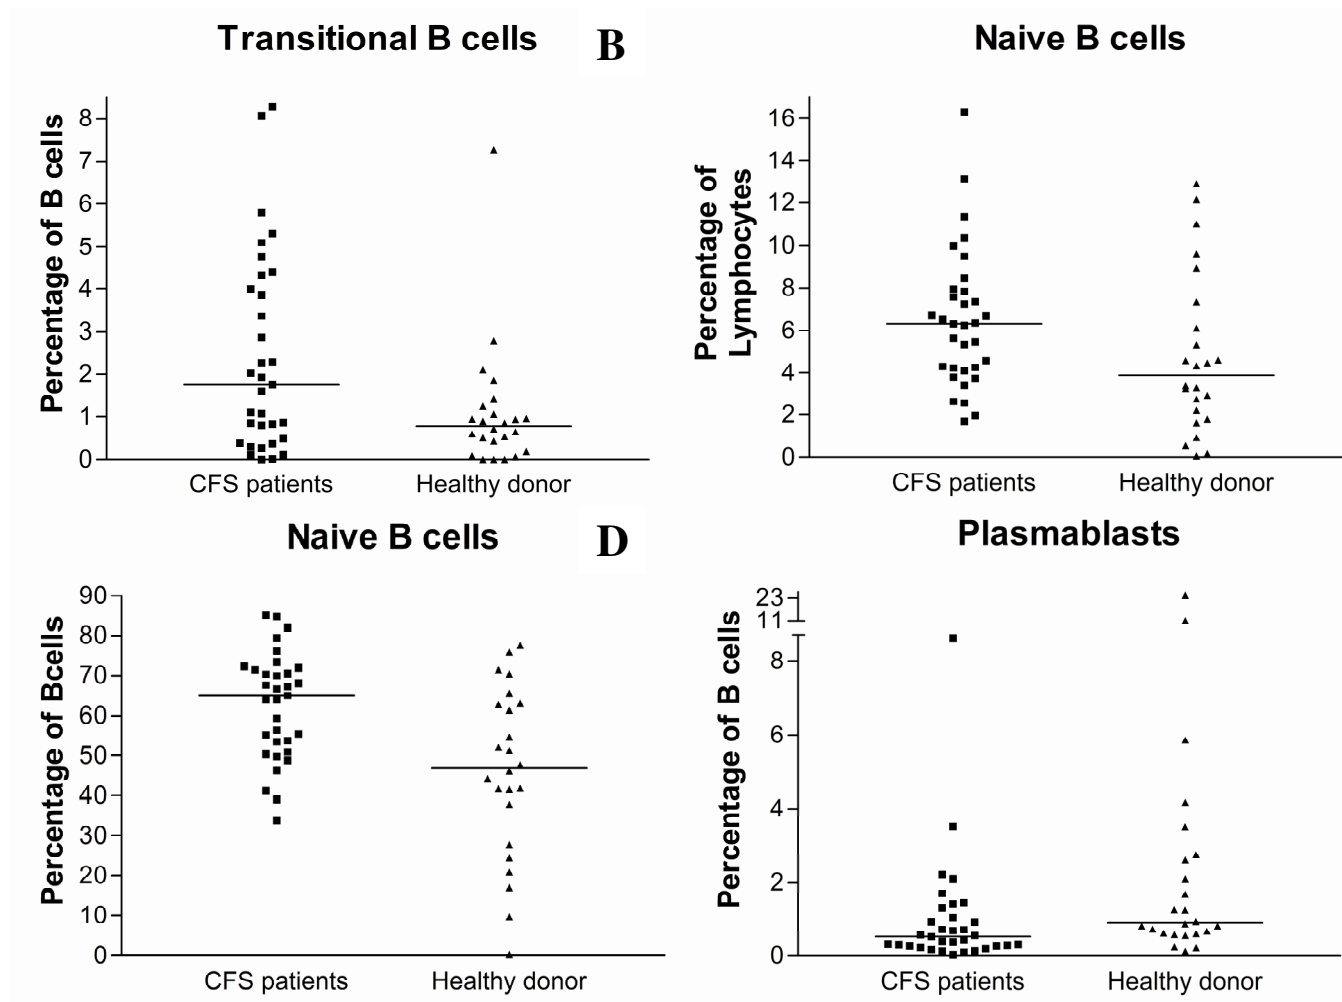 Transitional B cells
B
Naive B cells
Percentage of B cells
8
7
6
5
4
3
2
1
0
CFS patients
Healthy donor
Percentage of
Lymphocytes
16
14
12
10
8
6
4
2
0
CFS patients
Healthy donor
Naive B cells
D
Plasmablasts
Percentage of Bcells
90
80
70
60
50
40
30
20
10
0
CFS patients
Healthy donor
Percentage of B cells
23
11
8
6
4
2
0
CFS patients
Healthy donor